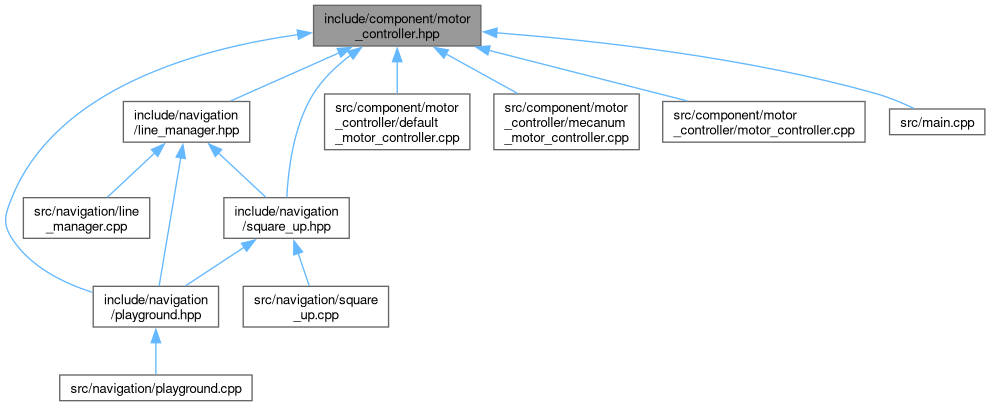 include/component/motor
_controller.hpp
include/navigation
/line_manager.hpp
src/component/motor
_controller/default
_motor_controller.cpp
src/component/motor
_controller/mecanum
_motor_controller.cpp
src/component/motor
_controller/motor_controller.cpp
src/main.cpp
src/navigation/line
_manager.cpp
include/navigation
/square_up.hpp
include/navigation
/playground.hpp
src/navigation/square
_up.cpp
src/navigation/playground.cpp